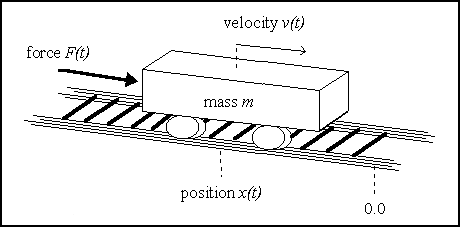 velocity v(t)
force F(t)
mass m
position x(t)
0.0